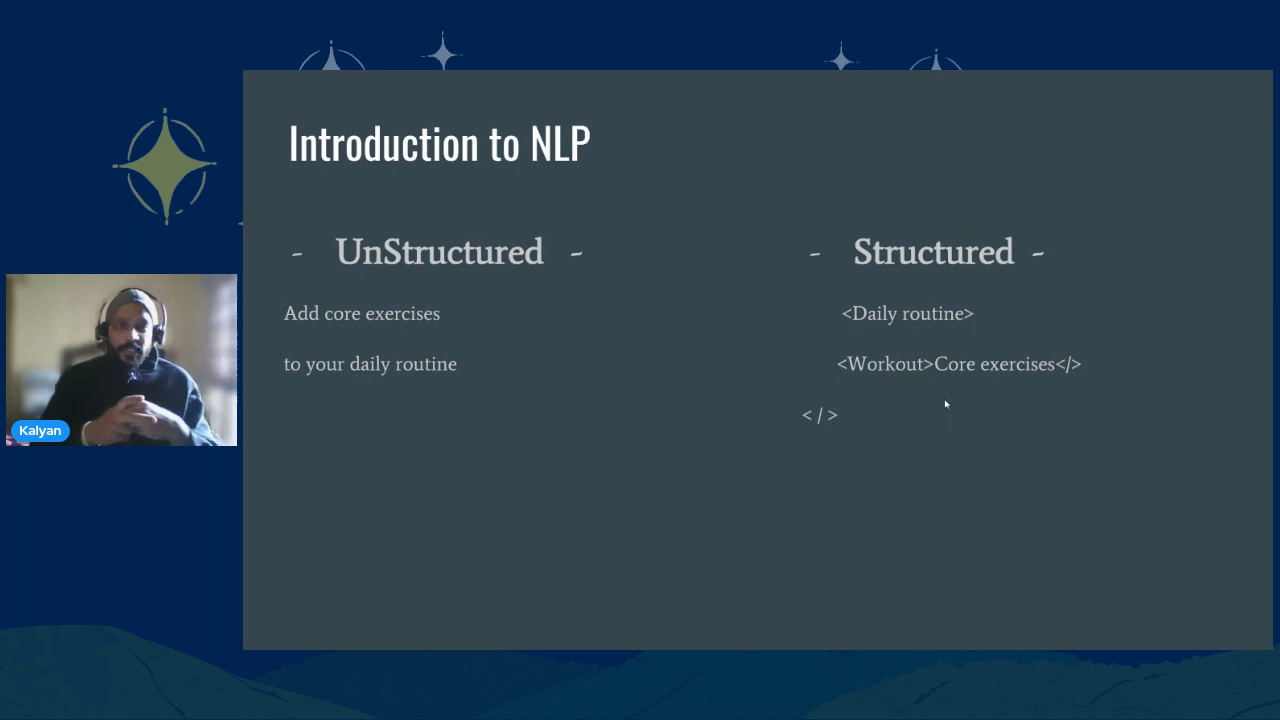 Introduction to NLP
- UnStructured -
Add core exercises
to your daily routine
- Structured -
<Daily routine>
<Workout>Core exercises</>
< / >
Kalyan